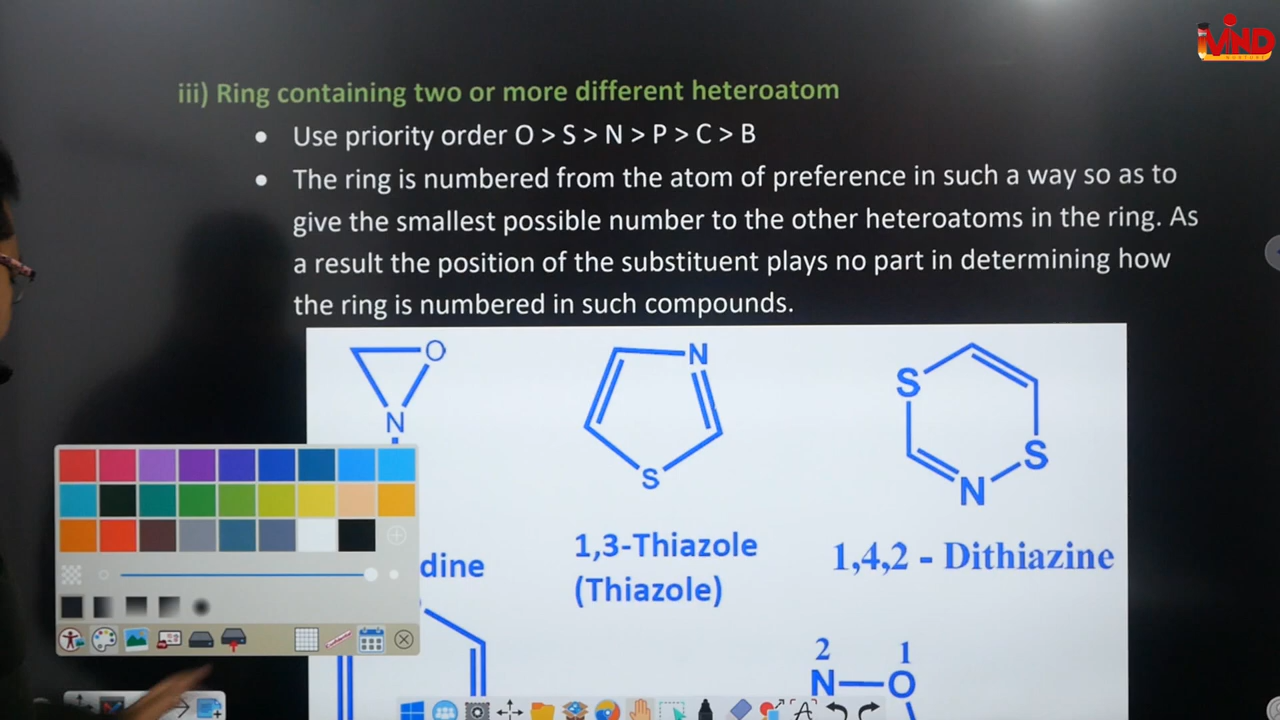 iMIND
iii) Ring containing two or more different heteroatom
• Use priority order O > S > N > P > C > B
• The ring is numbered from the atom of preference in such a way so as to
give the smallest possible number to the other heteroatoms in the ring. As
a result the position of the substituent plays no part in determining how
the ring is numbered in such compounds.
O
N
N
S
S
S
N
dine
1,3-Thiazole
(Thiazole)
1,4,2 - Dithiazine
2 1
N O